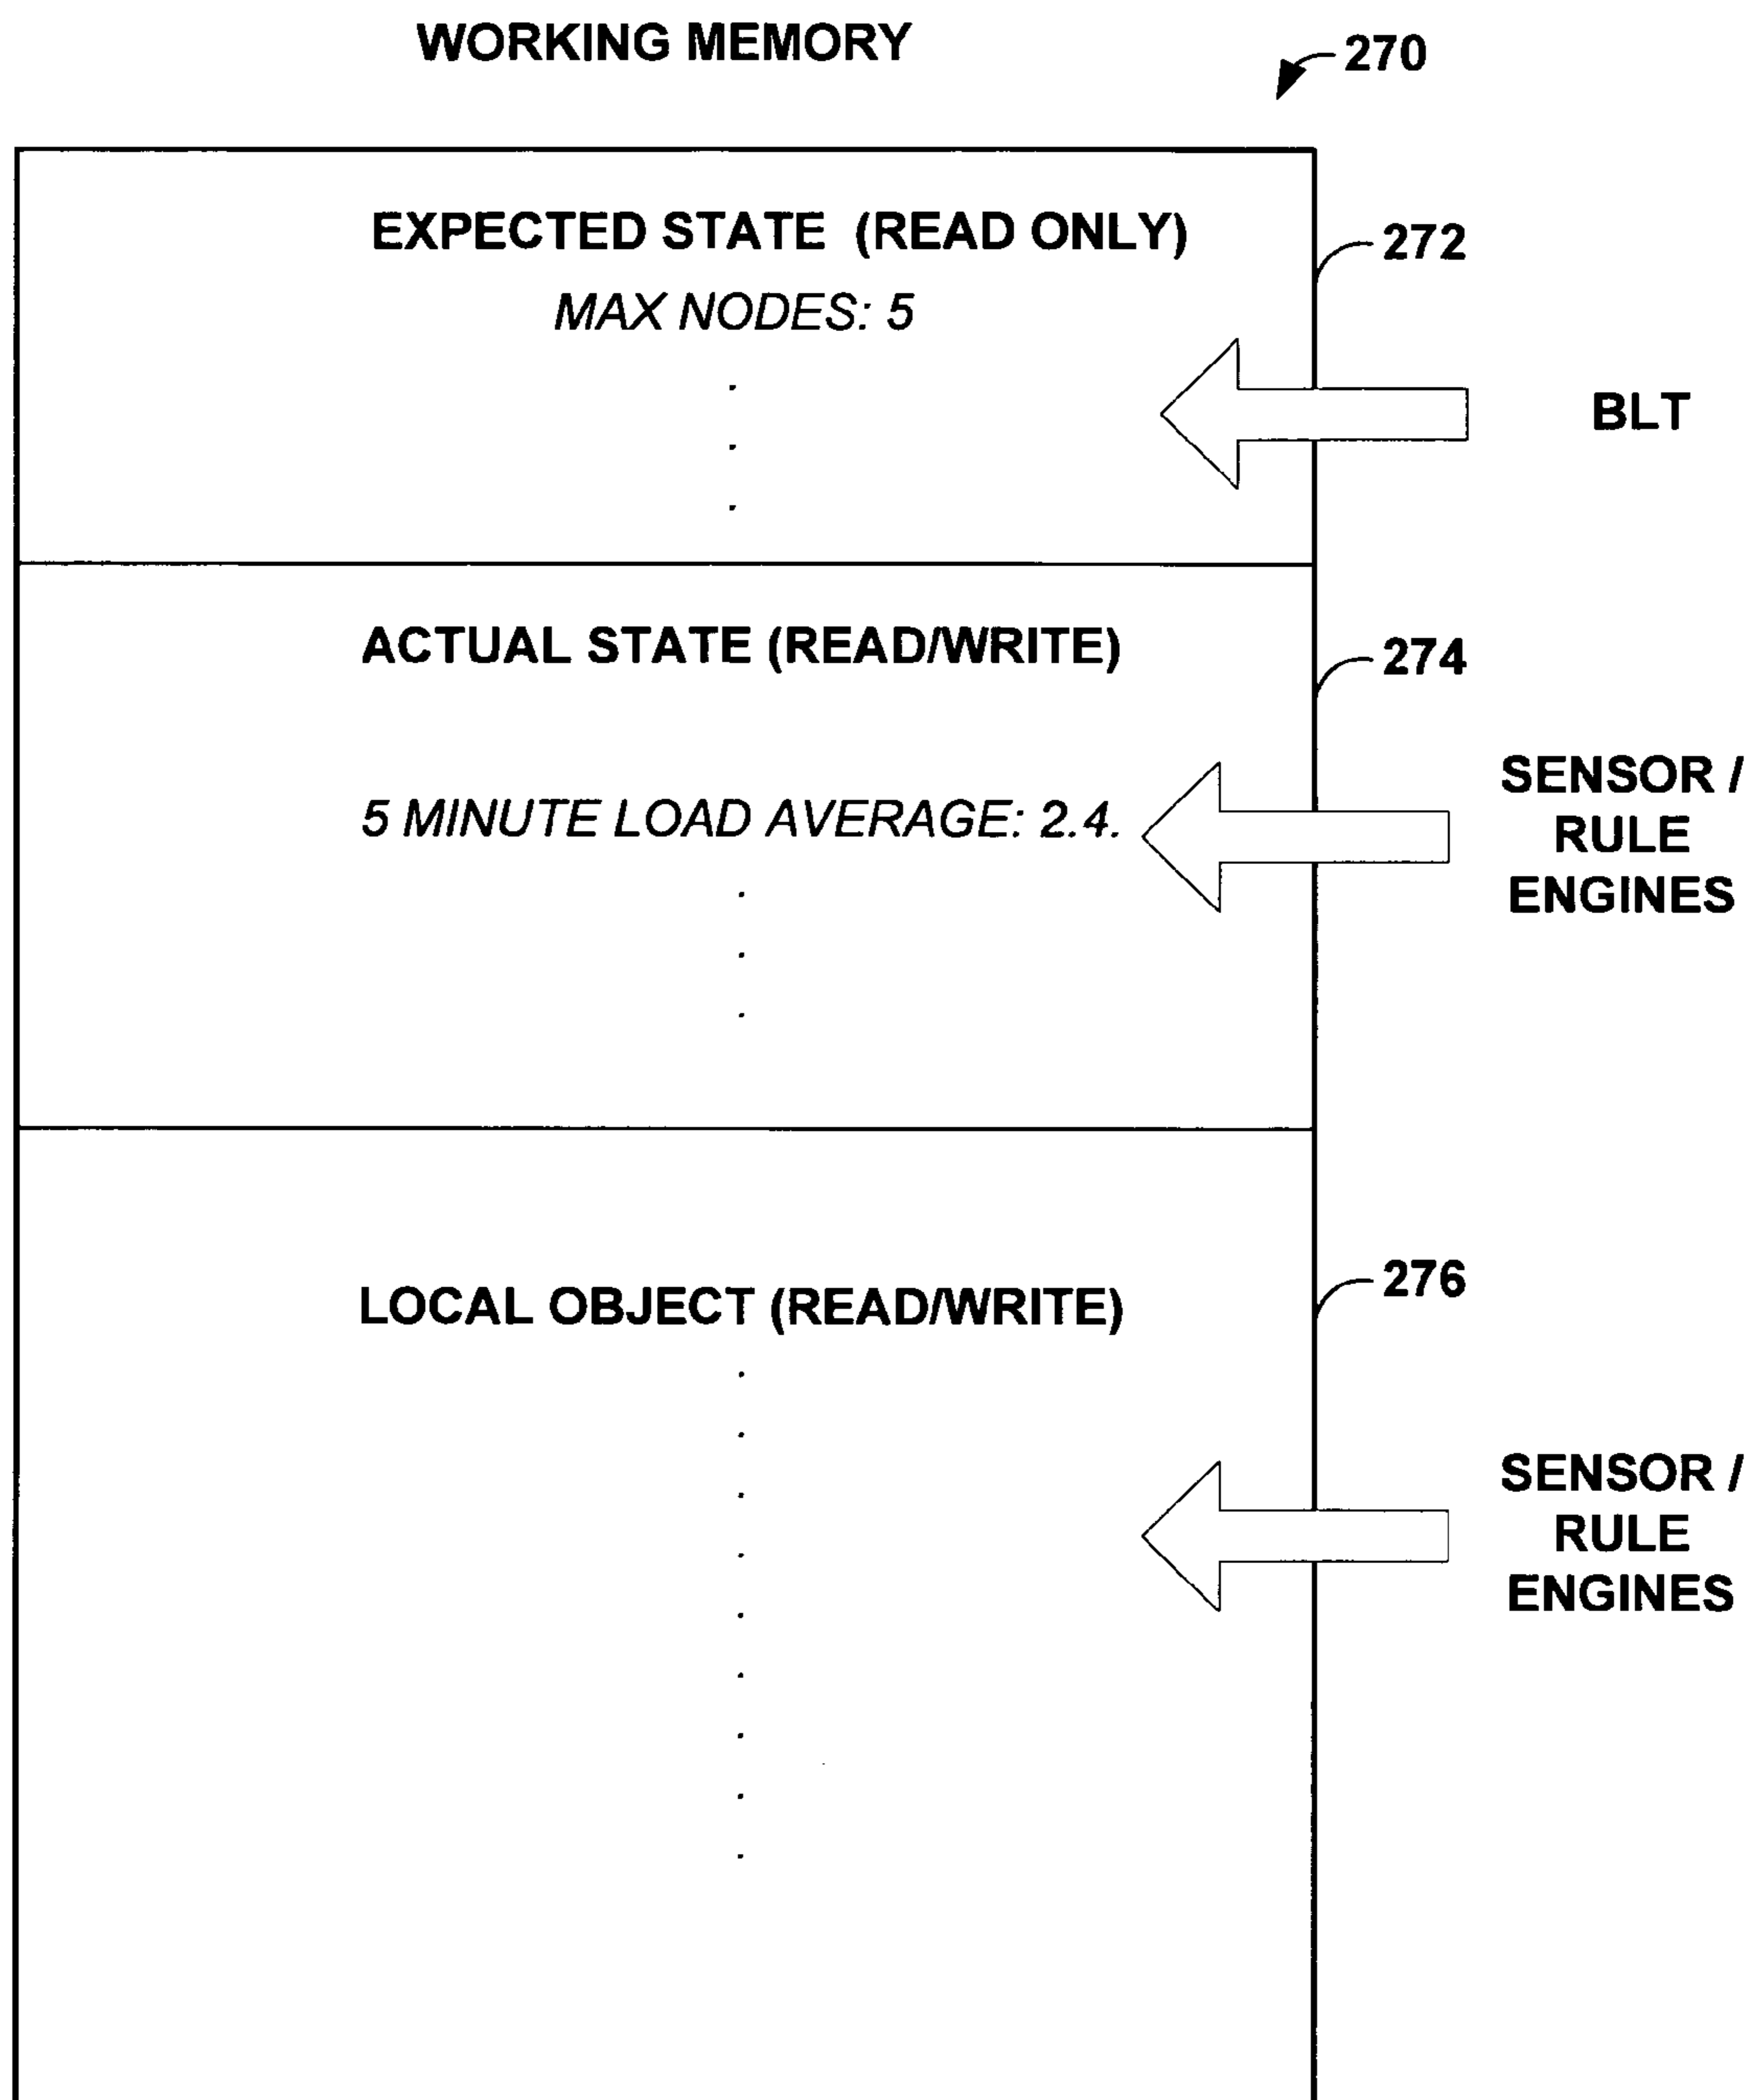 WORKING MEMORY
270
EXPECTED STATE (READ ONLY)
272
MAX NODES: 5
BLT
ACTUAL STATE (READ/WRITE)
274
5 MINUTE LOAD AVERAGE: 2.4.
SENSOR /
RULE
ENGINES
LOCAL OBJECT (READ/WRITE)
276
SENSOR /
RULE
ENGINES